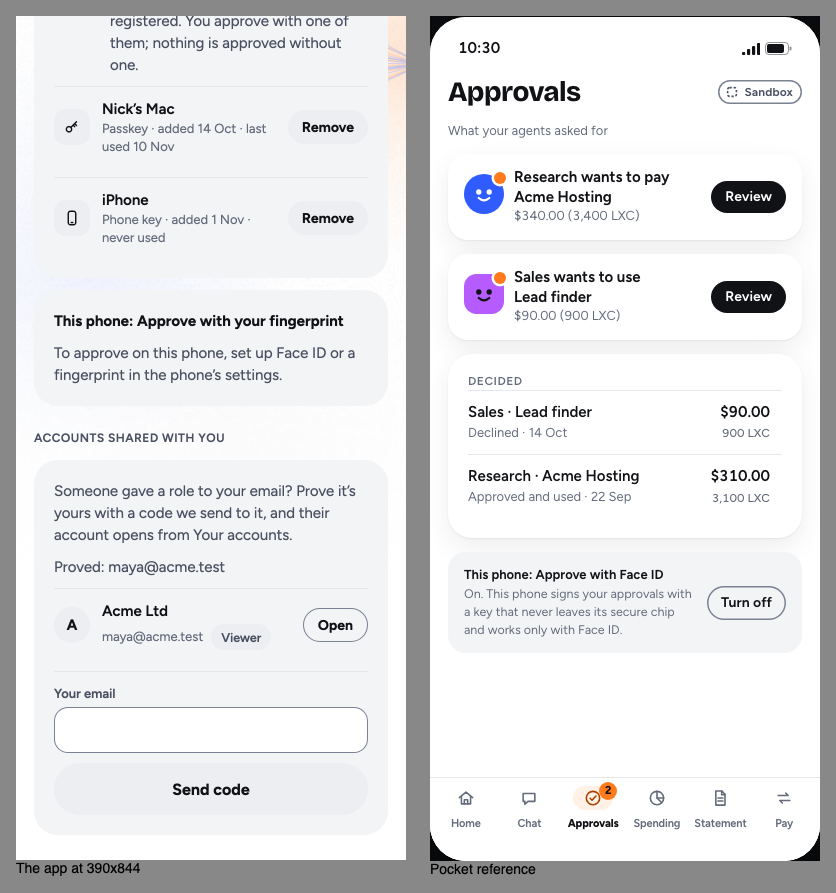 registered. You approve with one of
them; nothing is approved without
one.
Nick's Mac
Passkey · added 14 Oct · last
used 10 Nov
Remove
iPhone
Phone key · added 1 Nov ·
never used
Remove
This phone: Approve with your fingerprint
To approve on this phone, set up Face ID or a
fingerprint in the phone's settings.
ACCOUNTS SHARED WITH YOU
Someone gave a role to your email? Prove it's
yours with a code we send to it, and their
account opens from Your accounts.
Proved: maya@acme.test
A
Acme Ltd
maya@acme.test Viewer
Open
Your email
Send code
The app at 390x844
10:30
Approvals
Sandbox
What your agents asked for
Research wants to pay
Acme Hosting
$340.00 (3,400 LXC)
Review
Sales wants to use
Lead finder
$90.00 (900 LXC)
Review
DECIDED
Sales · Lead finder $90.00
Declined · 14 Oct 900 LXC
Research · Acme Hosting $310.00
Approved and used · 22 Sep 3,100 LXC
This phone: Approve with Face ID
On. This phone signs your approvals with
a key that never leaves its secure chip
and works only with Face ID.
Turn off
2
Home Chat Approvals Spending Statement Pay
Pocket reference